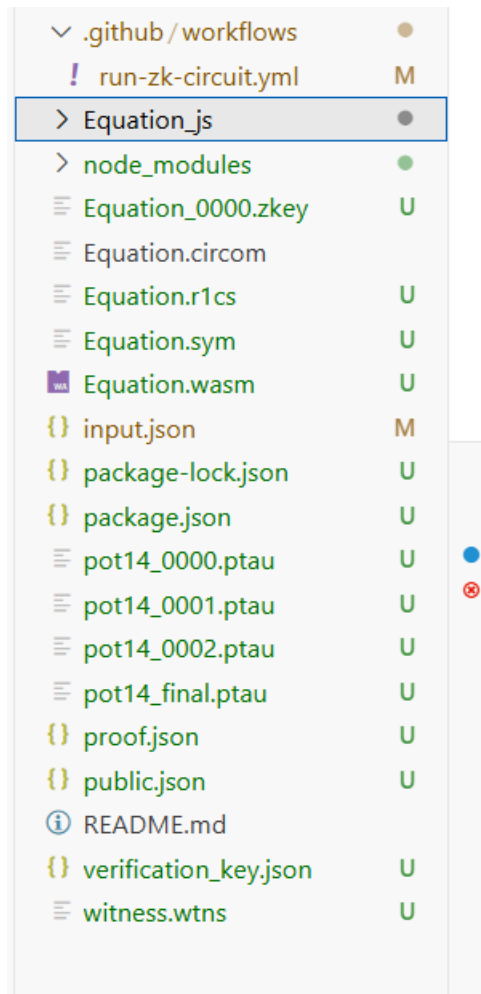 .github / workflows
! run-zk-circuit.yml M
Equation_js
node_modules
Equation_0000.zkey U
Equation.circom
Equation.r1cs U
Equation.sym U
WA Equation.wasm U
{} input.json M
{} package-lock.json U
{} package.json U
pot14_0000.ptau U
pot14_0001.ptau U
pot14_0002.ptau U
pot14_final.ptau U
{} proof.json U
{} public.json U
README.md
{} verification_key.json U
witness.wtns U